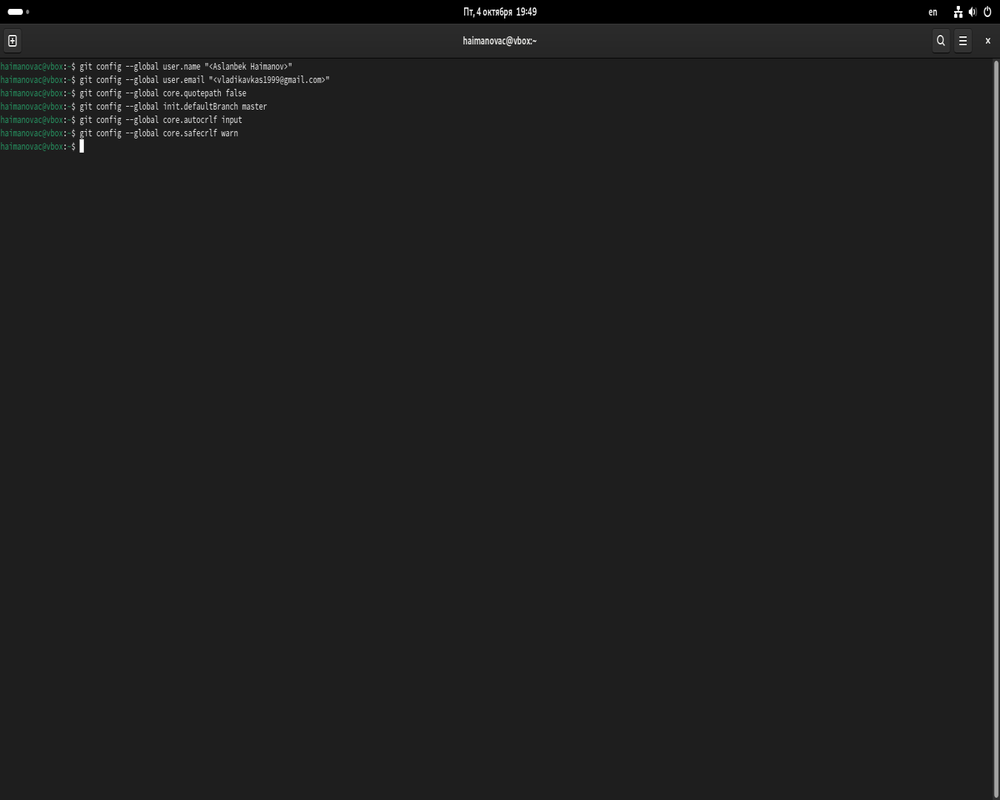 Пт, 4 октября 19:49
en
haimanovac@vbox:~
haimanovac@vbox:~$ git config --global user.name "<Aslanbek Haimanov>"
haimanovac@vbox:~$ git config --global user.email "<vladikavkas1999@gmail.com>"
haimanovac@vbox:~$ git config --global core.quotepath false
haimanovac@vbox:~$ git config --global init.defaultBranch master
haimanovac@vbox:~$ git config --global core.autocrlf input
haimanovac@vbox:~$ git config --global core.safecrlf warn
haimanovac@vbox:~$